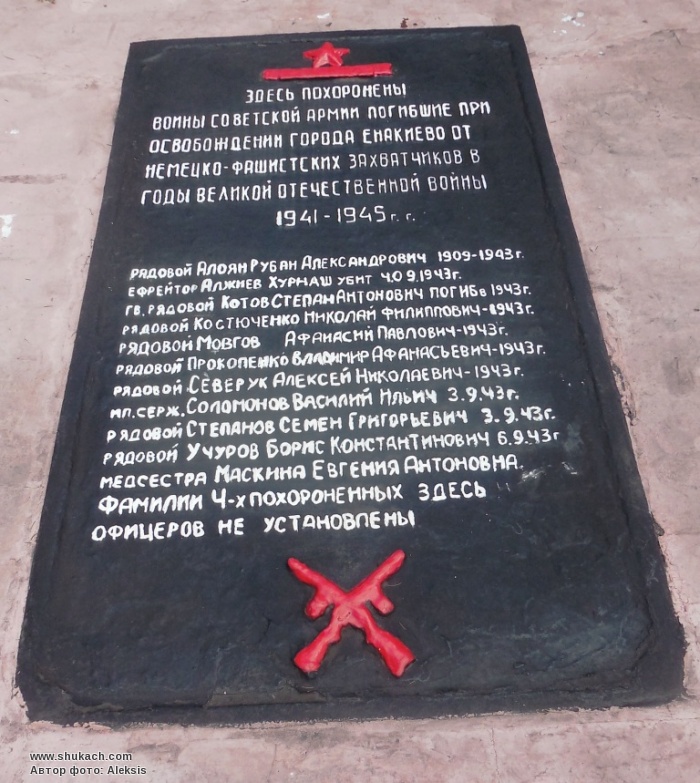 ЗДЕСЬ ПОХОРОНЕНЫ
ВОИНЫ СОВЕТСКОЙ АРМИИ ПОГИБШИЕ ПРИ
ОСВОБОЖДЕНИИ ГОРОДА ЕНАКИЕВО ОТ
НЕМЕЦКО-ФАШИСТСКИХ ЗАХВАТЧИКОВ В
ГОДЫ ВЕЛИКОЙ ОТЕЧЕСТВЕННОЙ ВОЙНЫ
1941-1945 г. г.
РЯДОВОЙ АЛОЯН РУБАН АЛЕКСАНДРОВИЧ 1909-1943 г.
ЕФРЕЙТОР АЛЖИЕВ ХУРНАШ УБИТ 4.09.1943 г.
ГВ. РЯДОВОЙ КОТОВ СТЕПАН АНТОНОВИЧ ПОГИБ в 1943 г.
РЯДОВОЙ КОСТЮЧЕНКО НИКОЛАЙ ФИЛИППОВИЧ-1943 г.
РЯДОВОЙ МОВГОВ АФАНАСИЙ ПАВЛОВИЧ-1943 г.
РЯДОВОЙ ПРОКОПЕНКО ВЛАДИМИР АФАНАСЬЕВИЧ-1943 г.
РЯДОВОЙ СЕВЕРУК АЛЕКСЕЙ НИКОЛАЕВИЧ-1943 г.
МЛ. СЕРЖ. СОЛОМОНОВ ВАСИЛИЙ ИЛЬИЧ 3.9.43 г.
РЯДОВОЙ СТЕПАНОВ СЕМЕН ГРИГОРЬЕВИЧ 3.9.43 г.
РЯДОВОЙ УЧУРОВ БОРИС КОНСТАНТИНОВИЧ 6.9.43 г
МЕДСЕСТРА МАСКИНА ЕВГЕНИЯ АНТОНОВНА.
ФАМИЛИИ 4-х ПОХОРОНЕННЫХ ЗДЕСЬ
ОФИЦЕРОВ НЕ УСТАНОВЛЕНЫ
www.shukach.com
Автор фото: Aleksis